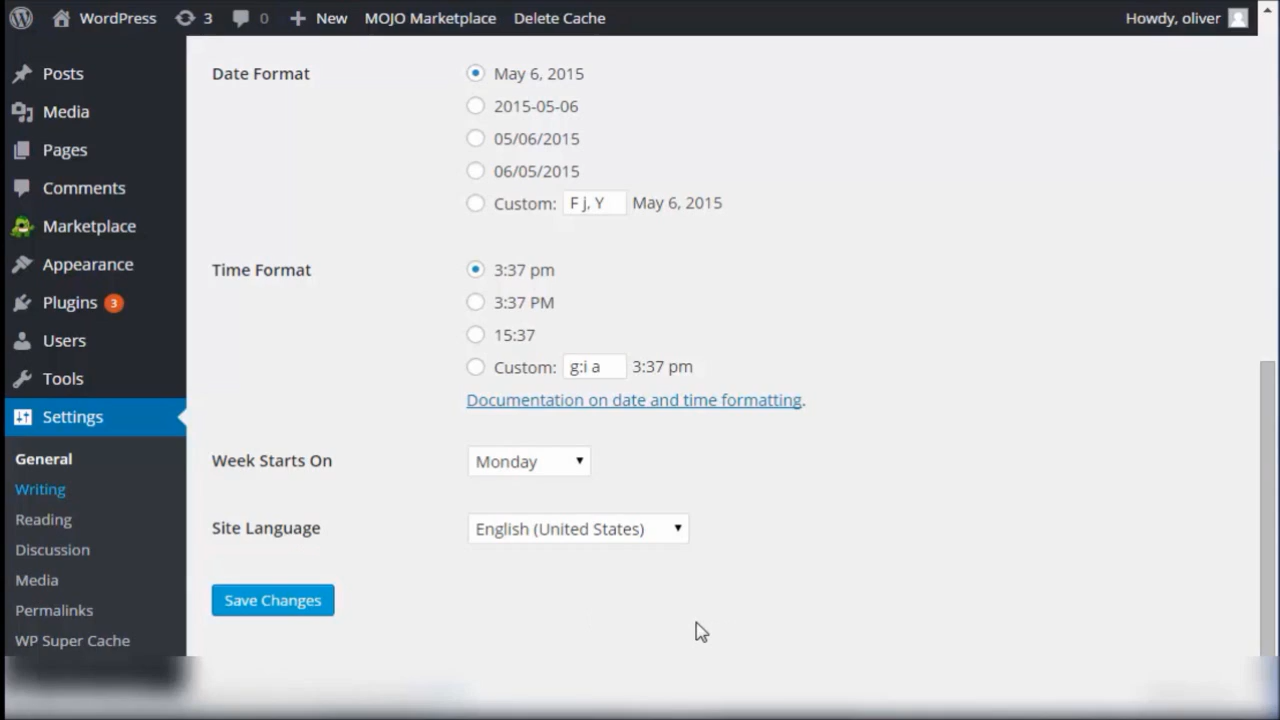 WordPress 3 0 New MOJO Marketplace Delete Cache Howdy, oliver
Posts
Media
Pages
Comments
Marketplace
Appearance
Plugins 3
Users
Tools
Settings
General
Writing
Reading
Discussion
Media
Permalinks
WP Super Cache
Date Format
May 6, 2015
2015-05-06
05/06/2015
06/05/2015
Custom: F j, Y May 6, 2015
Time Format
3:37 pm
3:37 PM
15:37
Custom: g:i a 3:37 pm
Documentation on date and time formatting.
Week Starts On Monday
Site Language English (United States)
Save Changes